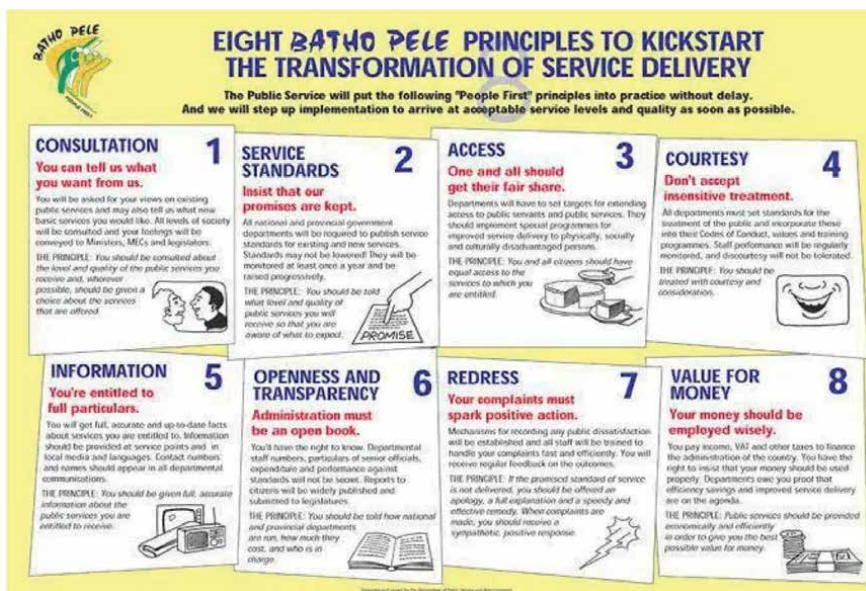 BATHO PELE
PEOPLE FIRST
EIGHT BATHO PELE PRINCIPLES TO KICKSTART
THE TRANSFORMATION OF SERVICE DELIVERY
The Public Service will put the following "People First" principles into practice without delay.
And we will step up implementation to arrive at acceptable service levels and quality as soon as possible.
CONSULTATION 1
You can tell us what
you want from us.
You will be asked for your views on existing
public services and may also tell us what new
basic services you would like. All levels of society
will be consulted and your feelings will be
conveyed to Ministers, MECs and legislators.
THE PRINCIPLE: You should be consulted about
the level and quality of the public services you
receive and, wherever
possible, should be given a
choice about the services
that are offered.
SERVICE 2
STANDARDS
Insist that our
promises are kept.
All national and provincial government
departments will be required to publish service
standards for existing and new services.
Standards may not be lowered! They will be
monitored at least once a year and be
raised progressively.
THE PRINCIPLE: You should be told
what level and quality of
public services you will
receive so that you are
aware of what to expect.
PROMISE
ACCESS 3
One and all should
get their fair share.
Departments will have to set targets for extending
access to public servants and public services. They
should implement special programmes for
improved service delivery to physically, socially
and culturally disadvantaged persons.
THE PRINCIPLE: You and all citizens should have
equal access to the
services to which you
are entitled.
COURTESY 4
Don't accept
insensitive treatment.
All departments must set standards for the
treatment of the public and incorporate these
into their Codes of Conduct, values and training
programmes. Staff performance will be regularly
monitored, and discourtesy will not be tolerated.
THE PRINCIPLE: You should be
treated with courtesy and
consideration.
INFORMATION 5
You're entitled to
full particulars.
You will get full, accurate and up-to-date facts
about services you are entitled to. Information
should be provided at service points and in
local media and languages. Contact numbers
and names should appear in all departmental
communications.
THE PRINCIPLE: You should be given full, accurate
information about the
public services you are
entitled to receive.
OPENNESS AND 6
TRANSPARENCY
Administration must
be an open book.
You'll have the right to know. Departmental
staff numbers, particulars of senior officials,
expenditure and performance against
standards will not be secret. Reports to
citizens will be widely published and
submitted to legislatures.
THE PRINCIPLE: You should be told how national
and provincial departments
are run, how much they
cost, and who is in
charge.
REDRESS 7
Your complaints must
spark positive action.
Mechanisms for recording any public dissatisfaction
will be established and all staff will be trained to
handle your complaints fast and efficiently. You will
receive regular feedback on the outcomes.
THE PRINCIPLE: If the promised standard of service
is not delivered, you should be offered an
apology, a full explanation and a speedy and
effective remedy. When complaints are
made, you should receive a
sympathetic, positive response.
VALUE FOR 8
MONEY
Your money should be
employed wisely.
You pay income, VAT and other taxes to finance
the administration of the country. You have the
right to insist that your money should be used
properly. Departments owe you proof that
efficiency savings and improved service delivery
are on the agenda.
THE PRINCIPLE: Public services should be provided
economically and efficiently
in order to give you the best
possible value for money.